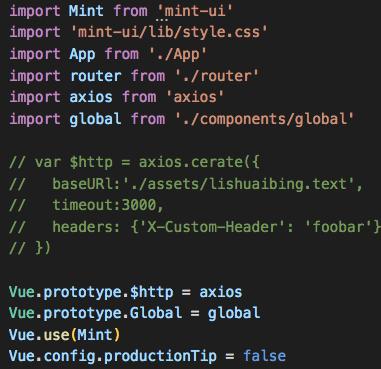 import Mint from 'mint-ui'
import 'mint-ui/lib/style.css'
import App from './App'
import router from './router'
import axios from 'axios'
import global from './components/global'
// var $http = axios.cerate({
//   baseURl:'./assets/lishuaibing.text',
//   timeout:3000,
//   headers: {'X-Custom-Header': 'foobar'}
// })
Vue.prototype.$http = axios
Vue.prototype.Global = global
Vue.use(Mint)
Vue.config.productionTip = false